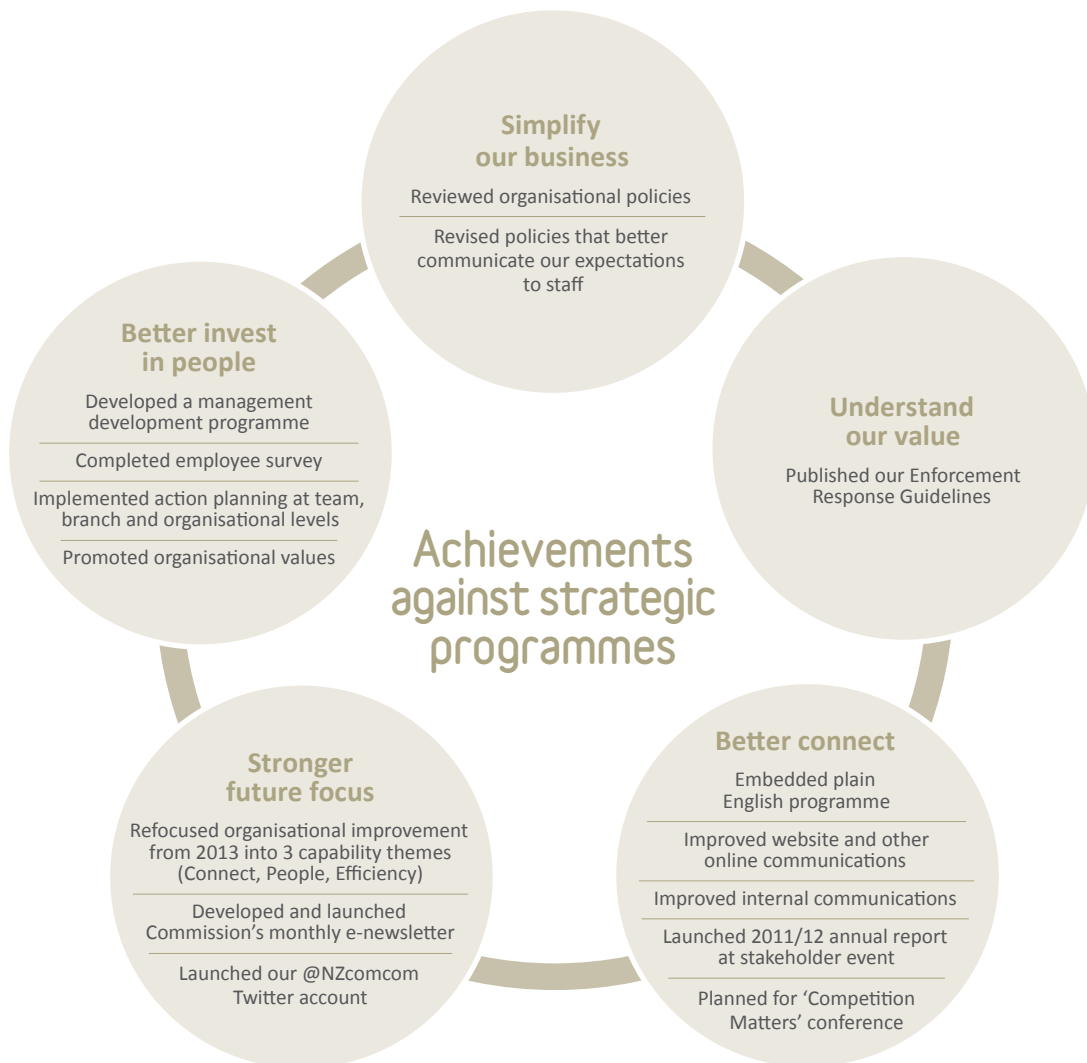 Simplify
our business
Reviewed organisational policies
Revised policies that better
communicate our expectations
to staff
Better invest
in people
Developed a management
development programme
Completed employee survey
Implemented action planning at team,
branch and organisational levels
Promoted organisational values
Understand
our value
Published our Enforcement
Response Guidelines
Achievements
against strategic
programmes
Stronger
future focus
Refocused organisational improvement
from 2013 into 3 capability themes
(Connect, People, Efficiency)
Developed and launched
Commission's monthly e-newsletter
Launched our @NZcomcom
Twitter account
Better connect
Embedded plain
English programme
Improved website and other
online communications
Improved internal communications
Launched 2011/12 annual report
at stakeholder event
Planned for ‘Competition
Matters’ conference